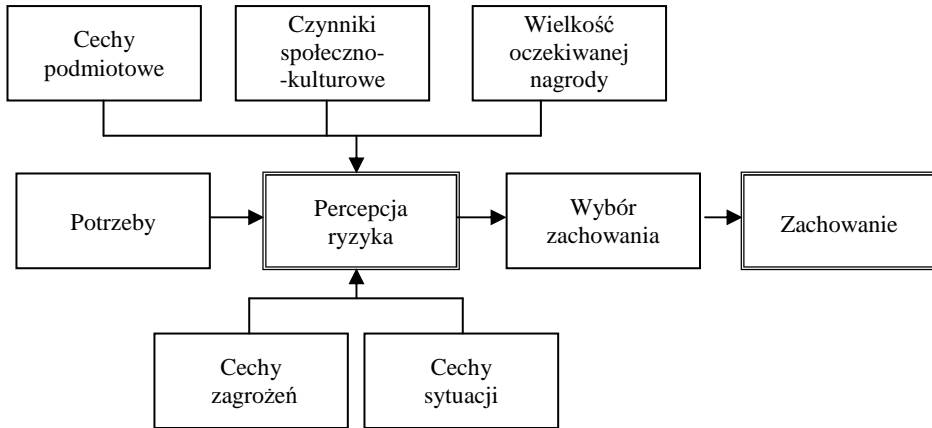 Cechy
podmiotowe
Czynniki
społeczno-
-kulturowe
Wielkość
oczekiwanej
nagrody
Potrzeby
Percepcja
ryzyka
Wybór
zachowania
Zachowanie
Cechy
zagrożeń
Cechy
sytuacji